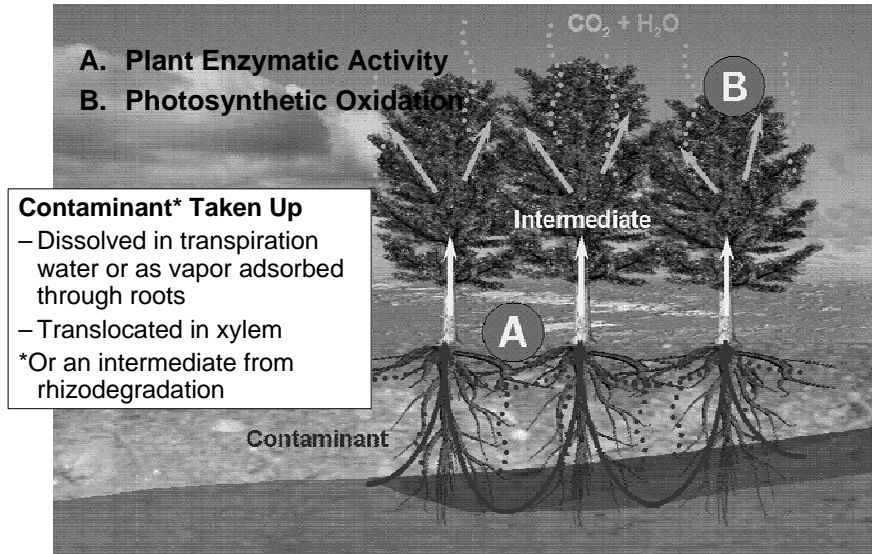 CO₂ + H₂O
A. Plant Enzymatic Activity
B. Photosynthetic Oxidation
B
Contaminant* Taken Up
– Dissolved in transpiration
water or as vapor adsorbed
through roots
– Translocated in xylem
*Or an intermediate from
rhizodegradation
Intermediate
A
Contaminant